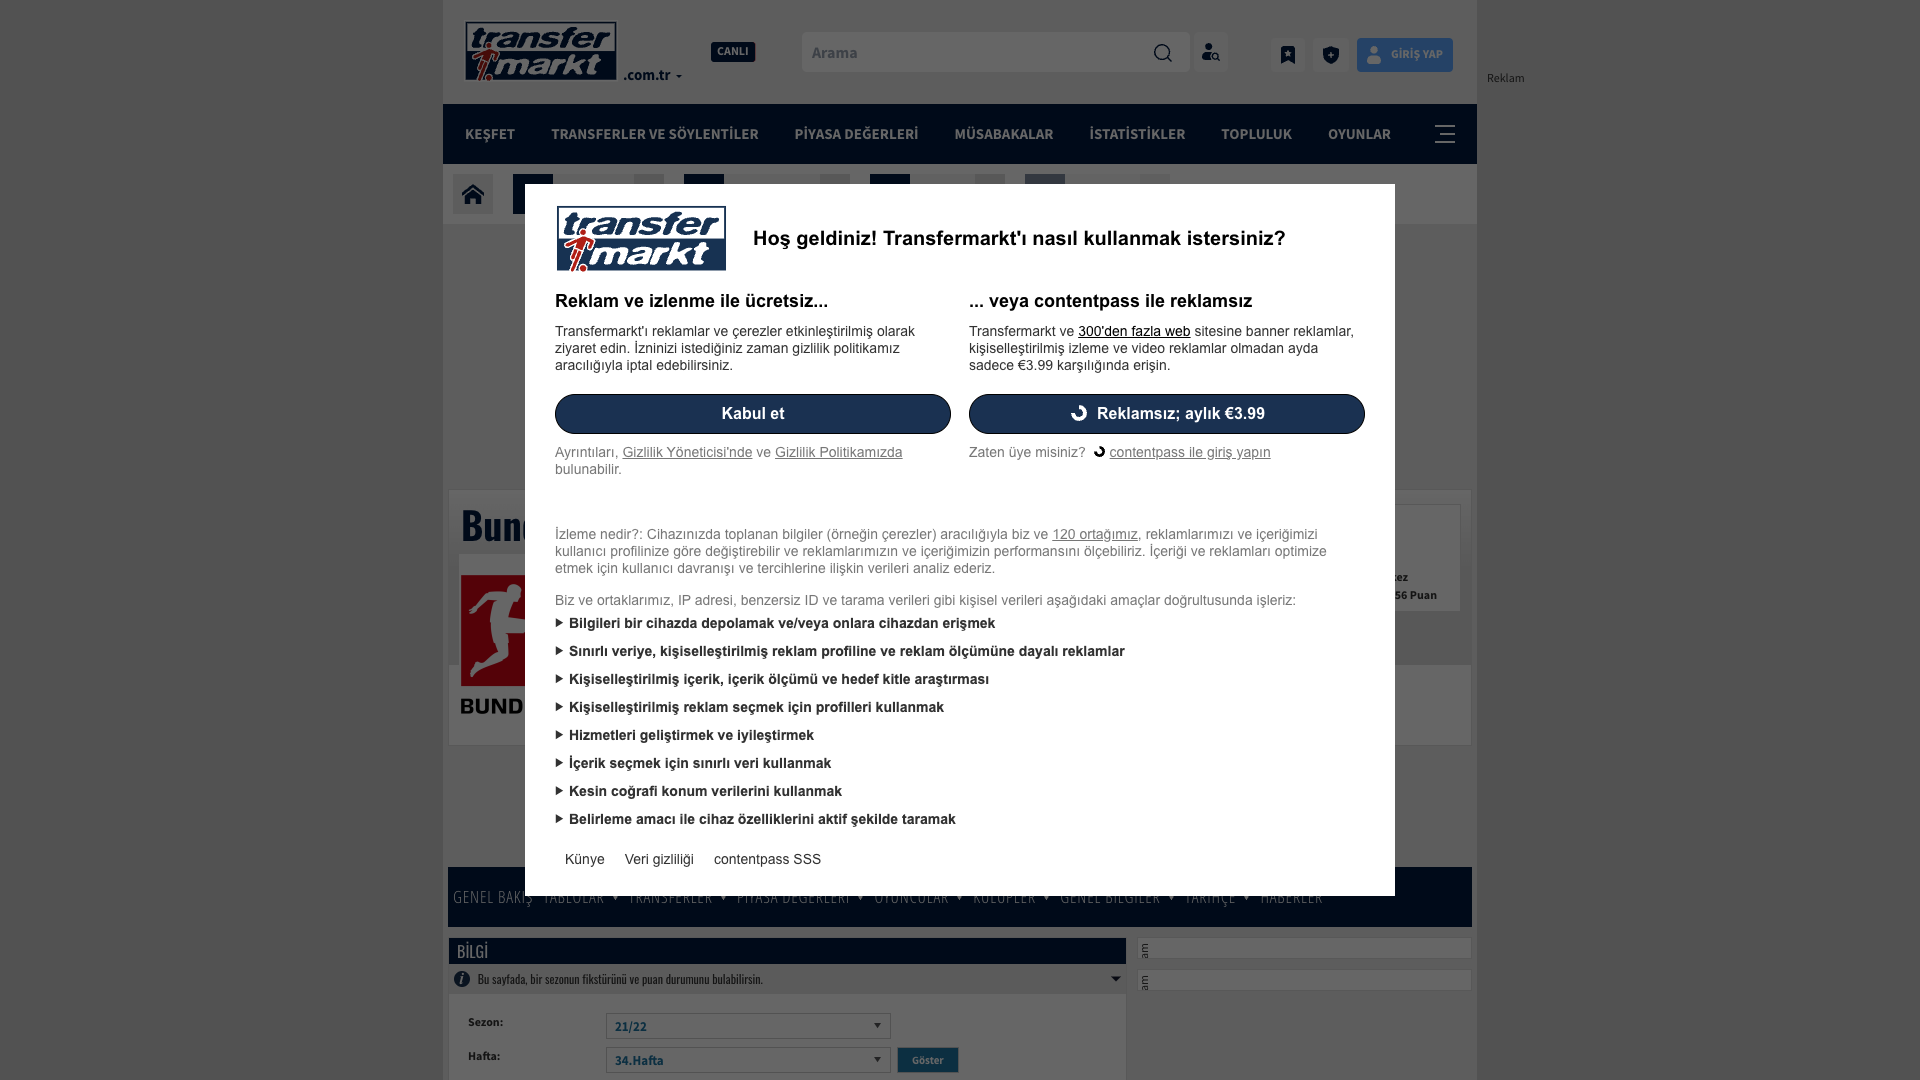 transfer
markt
.com.tr
CANLI
Arama
GİRİŞ YAP
Reklam
KEŞFET TRANSFERLER VE SÖYLENTİLER PİYASA DEĞERLERİ MÜSABAKALAR İSTATİSTİKLER TOPLULUK OYUNLAR
transfer
markt
Hoş geldiniz! Transfermarkt'ı nasıl kullanmak istersiniz?
Reklam ve izlenme ile ücretsiz...
Transfermarkt'ı reklamlar ve çerezler etkinleştirilmiş olarak
ziyaret edin. İzninizi istediğiniz zaman gizlilik politikamız
aracılığıyla iptal edebilirsiniz.
Kabul et
Ayrıntıları, Gizlilik Yöneticisi'nde ve Gizlilik Politikamızda
bulunabilir.
... veya contentpass ile reklamsız
Transfermarkt ve 300'den fazla web sitesine banner reklamlar,
kişiselleştirilmiş izleme ve video reklamlar olmadan ayda
sadece €3.99 karşılığında erişin.
Reklamsız; aylık €3.99
Zaten üye misiniz? contentpass ile giriş yapın
İzleme nedir?: Cihazınızda toplanan bilgiler (örneğin çerezler) aracılığıyla biz ve 120 ortağımız, reklamlarımızı ve içeriğimizi
kullanıcı profilinize göre değiştirebilir ve reklamlarımızın ve içeriğimizin performansını ölçebiliriz. İçeriği ve reklamları optimize
etmek için kullanıcı davranışı ve tercihlerine ilişkin verileri analiz ederiz.
Biz ve ortaklarımız, IP adresi, benzersiz ID ve tarama verileri gibi kişisel verileri aşağıdaki amaçlar doğrultusunda işleriz:
Bilgileri bir cihazda depolamak ve/veya onlara cihazdan erişmek
Sınırlı veriye, kişiselleştirilmiş reklam profiline ve reklam ölçümüne dayalı reklamlar
Kişiselleştirilmiş içerik, içerik ölçümü ve hedef kitle araştırması
Kişiselleştirilmiş reklam seçmek için profilleri kullanmak
Hizmetleri geliştirmek ve iyileştirmek
İçerik seçmek için sınırlı veri kullanmak
Kesin coğrafi konum verilerini kullanmak
Belirleme amacı ile cihaz özelliklerini aktif şekilde taramak
Künye Veri gizliliği contentpass SSS
Bund
BUND
56 Puan
GENEL BAKIŞ TABLOLAR TRANSFERLER PİYASA DEĞERLERİ OYUNCULAR KULÜPLER GENEL BİLGİLER TARİHÇE HABERLER
BİLGİ
Bu sayfada, bir sezonun fikstürünü ve puan durumunu bulabilirsin.
Sezon: 21/22
Hafta: 34.Hafta Göster
am
am